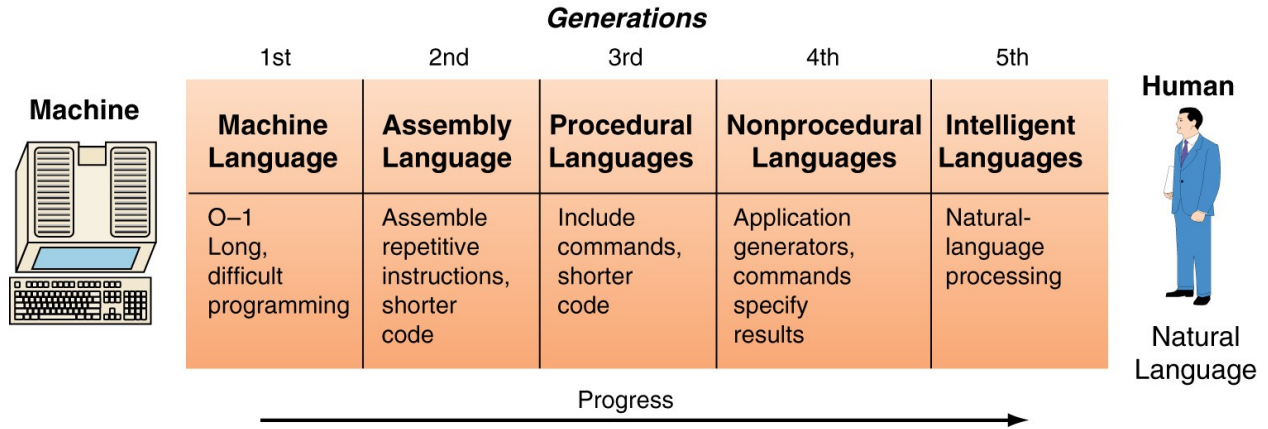 Generations
1st 2nd 3rd 4th 5th
Machine
Human
Machine
Language
Assembly
Language
Procedural
Languages
Nonprocedural
Languages
Intelligent
Languages
O–1
Long,
difficult
programming
Assemble
repetitive
instructions,
shorter
code
Include
commands,
shorter
code
Application
generators,
commands
specify
results
Natural-
language
processing
Natural
Language
Progress